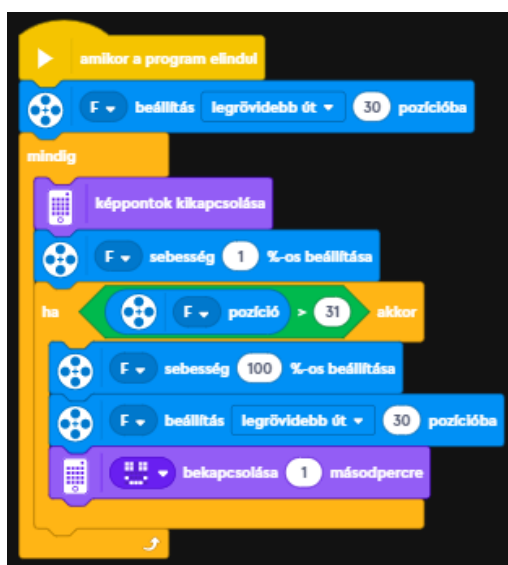 amikor a program elindul
F beállítás legrövidebb út 30 pozícióba
mindig
képpontok kikapcsolása
F sebesség 1 %-os beállítása
ha F pozíció > 31 akkor
F sebesség 100 %-os beállítása
F beállítás legrövidebb út 30 pozícióba
bekapcsolása 1 másodpercre